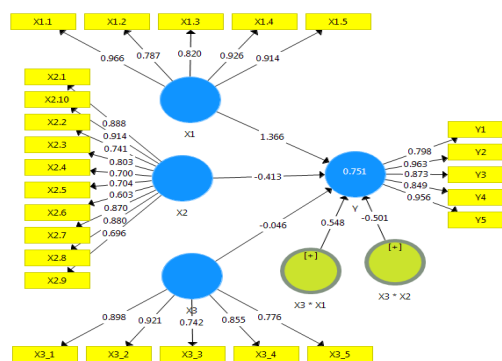 X1.1 X1.2 X1.3 X1.4 X1.5
0.966 0.787 0.820 0.926 0.914
X1
X2.1
X2.10
X2.2
X2.3
X2.4
X2.5
X2.6
X2.7
X2.8
X2.9
0.888
0.914
0.741
0.803
0.700
0.704
0.603
0.870
0.880
0.696
X2
1.366
-0.413
-0.046
0.751
Y
0.798
0.963
0.873
0.849
0.956
Y1
Y2
Y3
Y4
Y5
0.548
-0.501
[+]
[+]
X3 * X1
X3 * X2
X3
0.898 0.921 0.742 0.855 0.776
X3_1 X3_2 X3_3 X3_4 X3_5